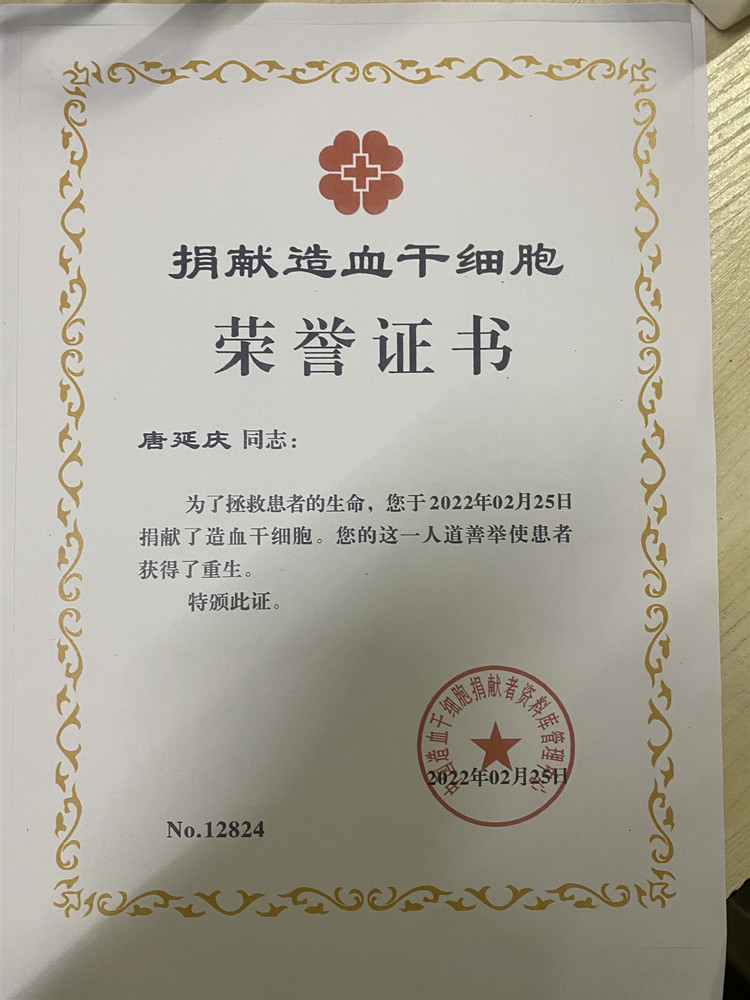 捐献造血干细胞
荣誉证书
唐延庆 同志：
为了拯救患者的生命，您于2022年02月25日
捐献了造血干细胞。您的这一人道善举使患者
获得了重生。
特颁此证。
中国造血干细胞捐献者资料库管理中心
2022年02月25日
No.12824